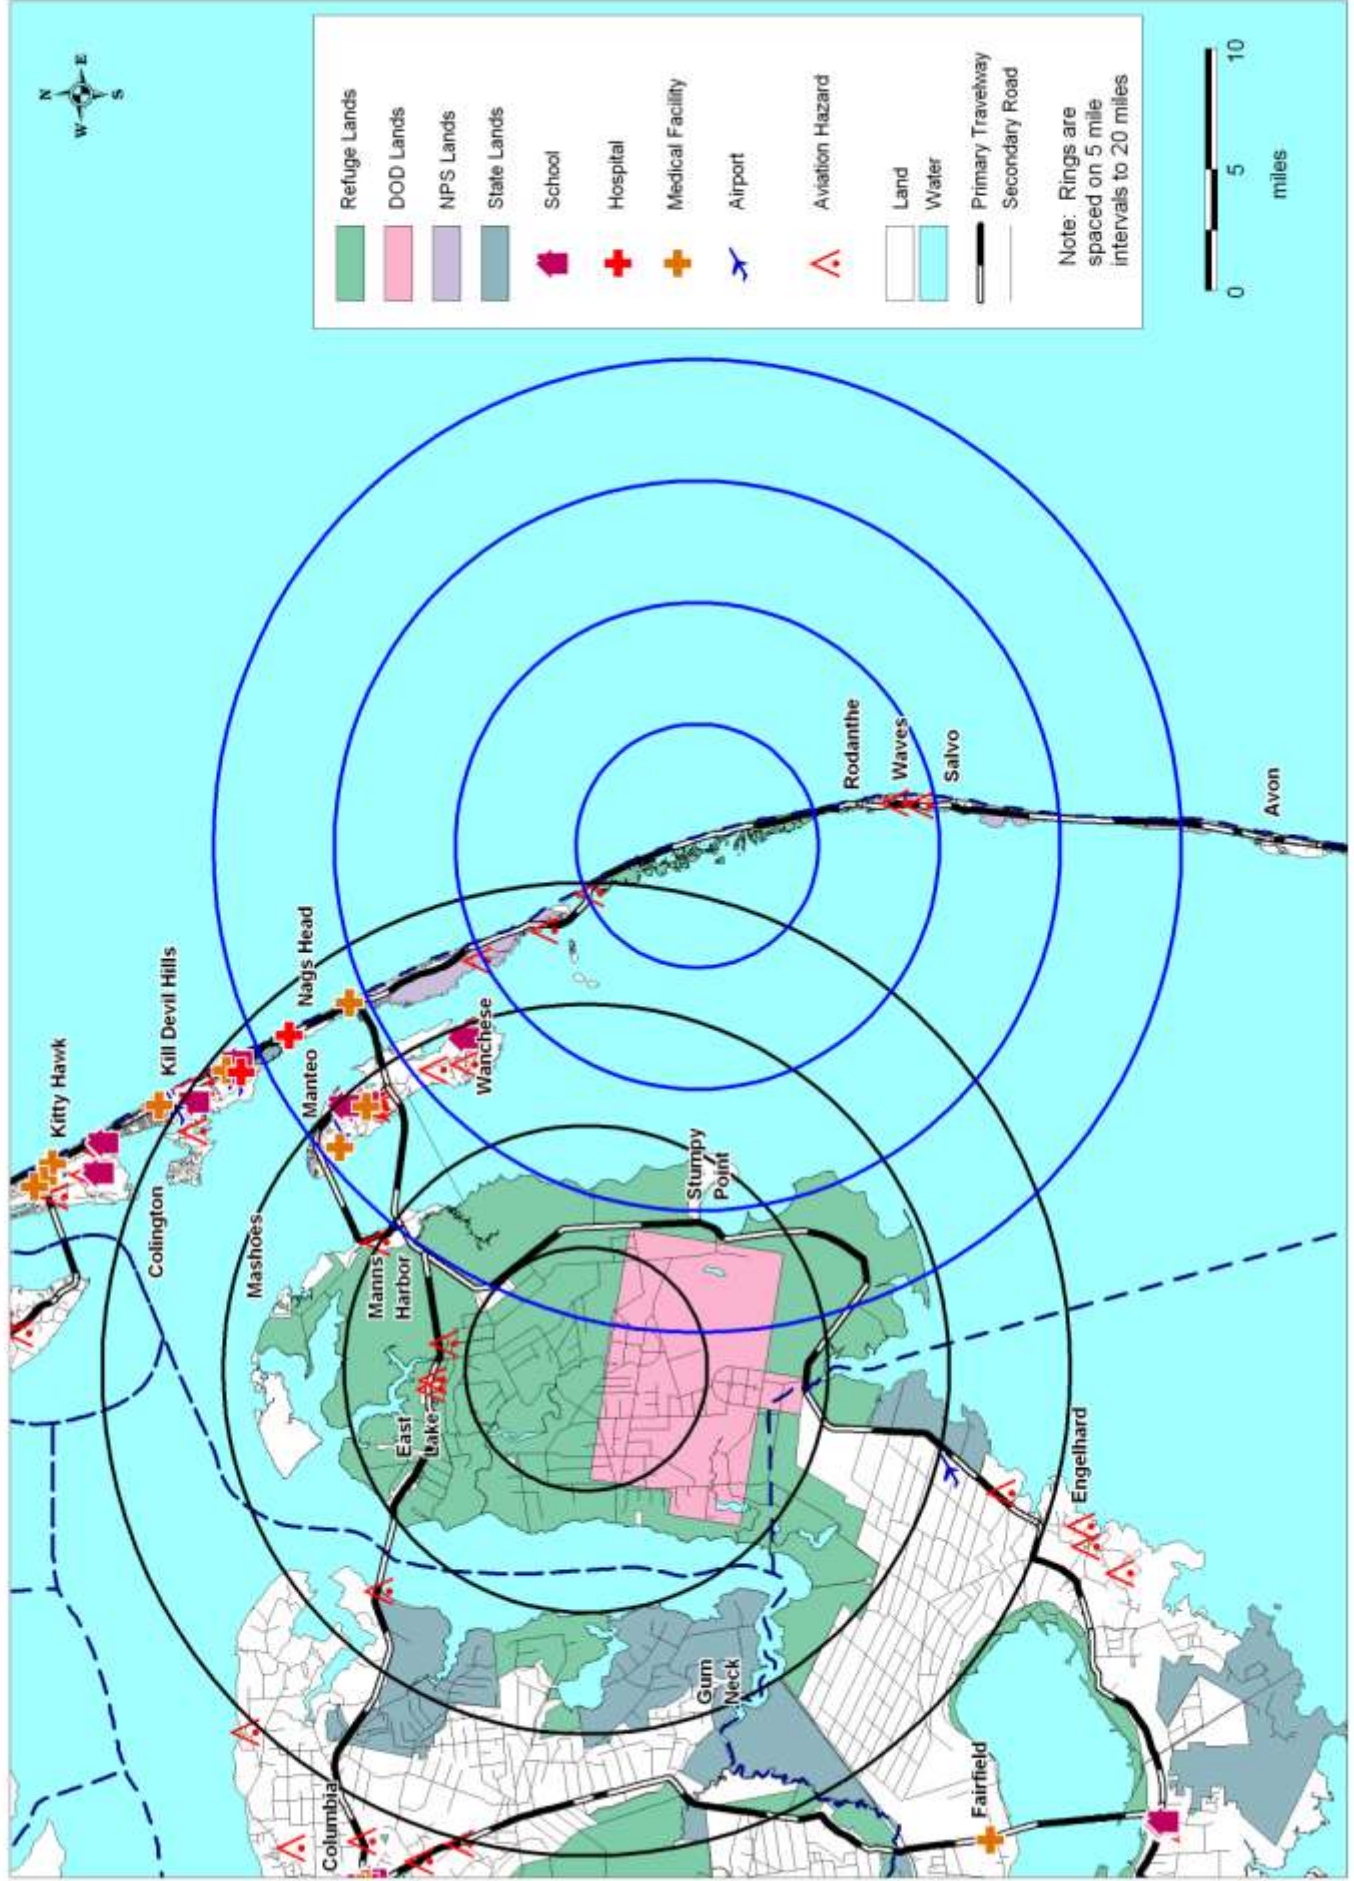 N
W
E
S
Refuge Lands
DOD Lands
NPS Lands
State Lands
School
Hospital
Medical Facility
Airport
Aviation Hazard
Land
Water
Primary Travelway
Secondary Road
Note: Rings are
spaced on 5 mile
intervals to 20 miles
0
5
10
miles
Kitty Hawk
Kill Devil Hills
Nags Head
Colington
Manteo
Mashoes
Wanchese
Manns
Harbor
East
Lake
Stumpy
Point
Rodanthe
Waves
Salvo
Avon
Columbia
Gum
Neck
Fairfield
Engelhard